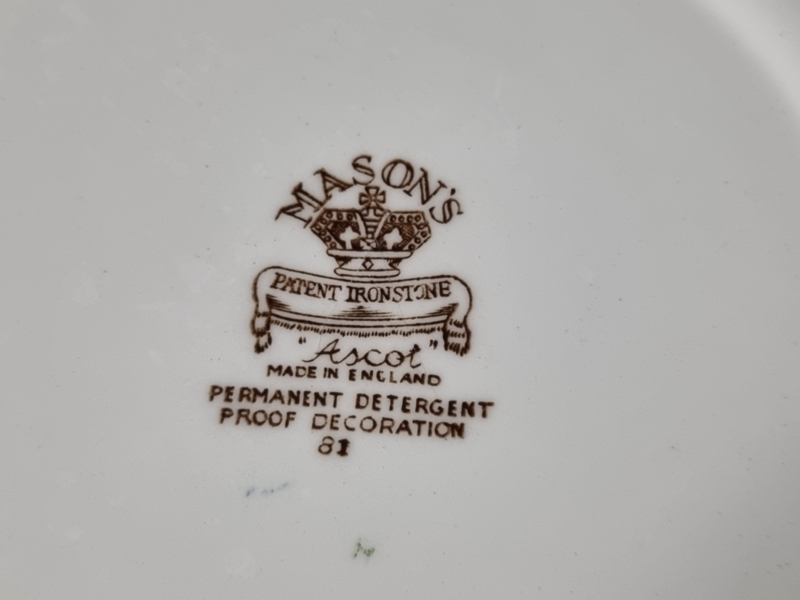 MASON'S
PATENT IRONSTONE
"Ascot"
MADE IN ENGLAND
PERMANENT DETERGENT
PROOF DECORATION
81